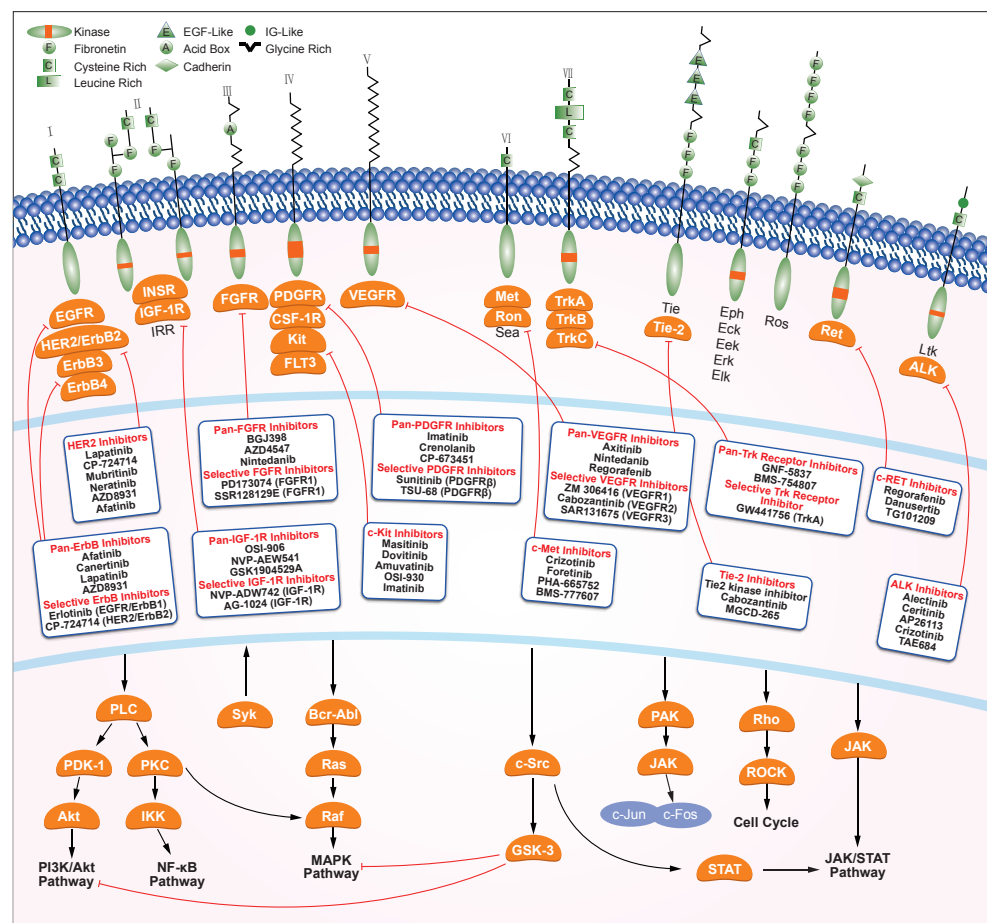 Kinase
EGF-Like
IG-Like
Fibronetin
Acid Box
Glycine Rich
Cysteine Rich
Cadherin
Leucine Rich
E
F
A
C
L
I
II
III
IV
V
VI
VII
C
C
F
C
F
F
C
F
F
A
C
C
L
C
E
E
E
F
F
F
C
F
F
F
F
F
F
F
F
F
C
C
EGFR
HER2/ErbB2
ErbB3
ErbB4
INSR
IGF-1R
IRR
FGFR
PDGFR
CSF-1R
Kit
FLT3
VEGFR
Met
Ron
Sea
TrkA
TrkB
TrkC
Tie
Tie-2
Eph
Eck
Eek
Erk
Elk
Ros
Ret
Ltk
ALK
HER2 Inhibitors
Lapatinib
CP-724714
Mubritinib
Neratinib
AZD8931
Afatinib
Pan-FGFR Inhibitors
BGJ398
AZD4547
Nintedanib
Selective FGFR Inhibitors
PD173074 (FGFR1)
SSR128129E (FGFR1)
Pan-PDGFR Inhibitors
Imatinib
Crenolanib
CP-673451
Selective PDGFR Inhibitors
Sunitinib (PDGFRβ)
TSU-68 (PDGFRβ)
Pan-VEGFR Inhibitors
Axitinib
Nintedanib
Regorafenib
Selective VEGFR Inhibitors
ZM 306416 (VEGFR1)
Cabozantinib (VEGFR2)
SAR131675 (VEGFR3)
Pan-Trk Receptor Inhibitors
GNF-5837
BMS-754807
Selective Trk Receptor
Inhibitor
GW441756 (TrkA)
c-RET Inhibitors
Regorafenib
Danusertib
TG101209
Pan-ErbB Inhibitors
Afatinib
Canertinib
Lapatinib
AZD8931
Selective ErbB Inhibitors
Erlotinib (EGFR/ErbB1)
CP-724714 (HER2/ErbB2)
Pan-IGF-1R Inhibitors
OSI-906
NVP-AEW541
GSK1904529A
Selective IGF-1R Inhibitors
NVP-ADW742 (IGF-1R)
AG-1024 (IGF-1R)
c-Kit Inhibitors
Masitinib
Dovitinib
Amuvatinib
OSI-930
Imatinib
c-Met Inhibitors
Crizotinib
Foretinib
PHA-665752
BMS-777607
Tie-2 Inhibitors
Tie2 kinase inhibitor
Cabozantinib
MGCD-265
ALK Inhibitors
Alectinib
Ceritinib
AP26113
Crizotinib
TAE684
PLC
Syk
Bcr-Abl
PAK
Rho
JAK
PDK-1
PKC
Ras
c-Src
JAK
ROCK
Akt
IKK
Raf
c-Jun
c-Fos
Cell Cycle
PI3K/Akt
Pathway
NF-κB
Pathway
MAPK
Pathway
GSK-3
STAT
JAK/STAT
Pathway